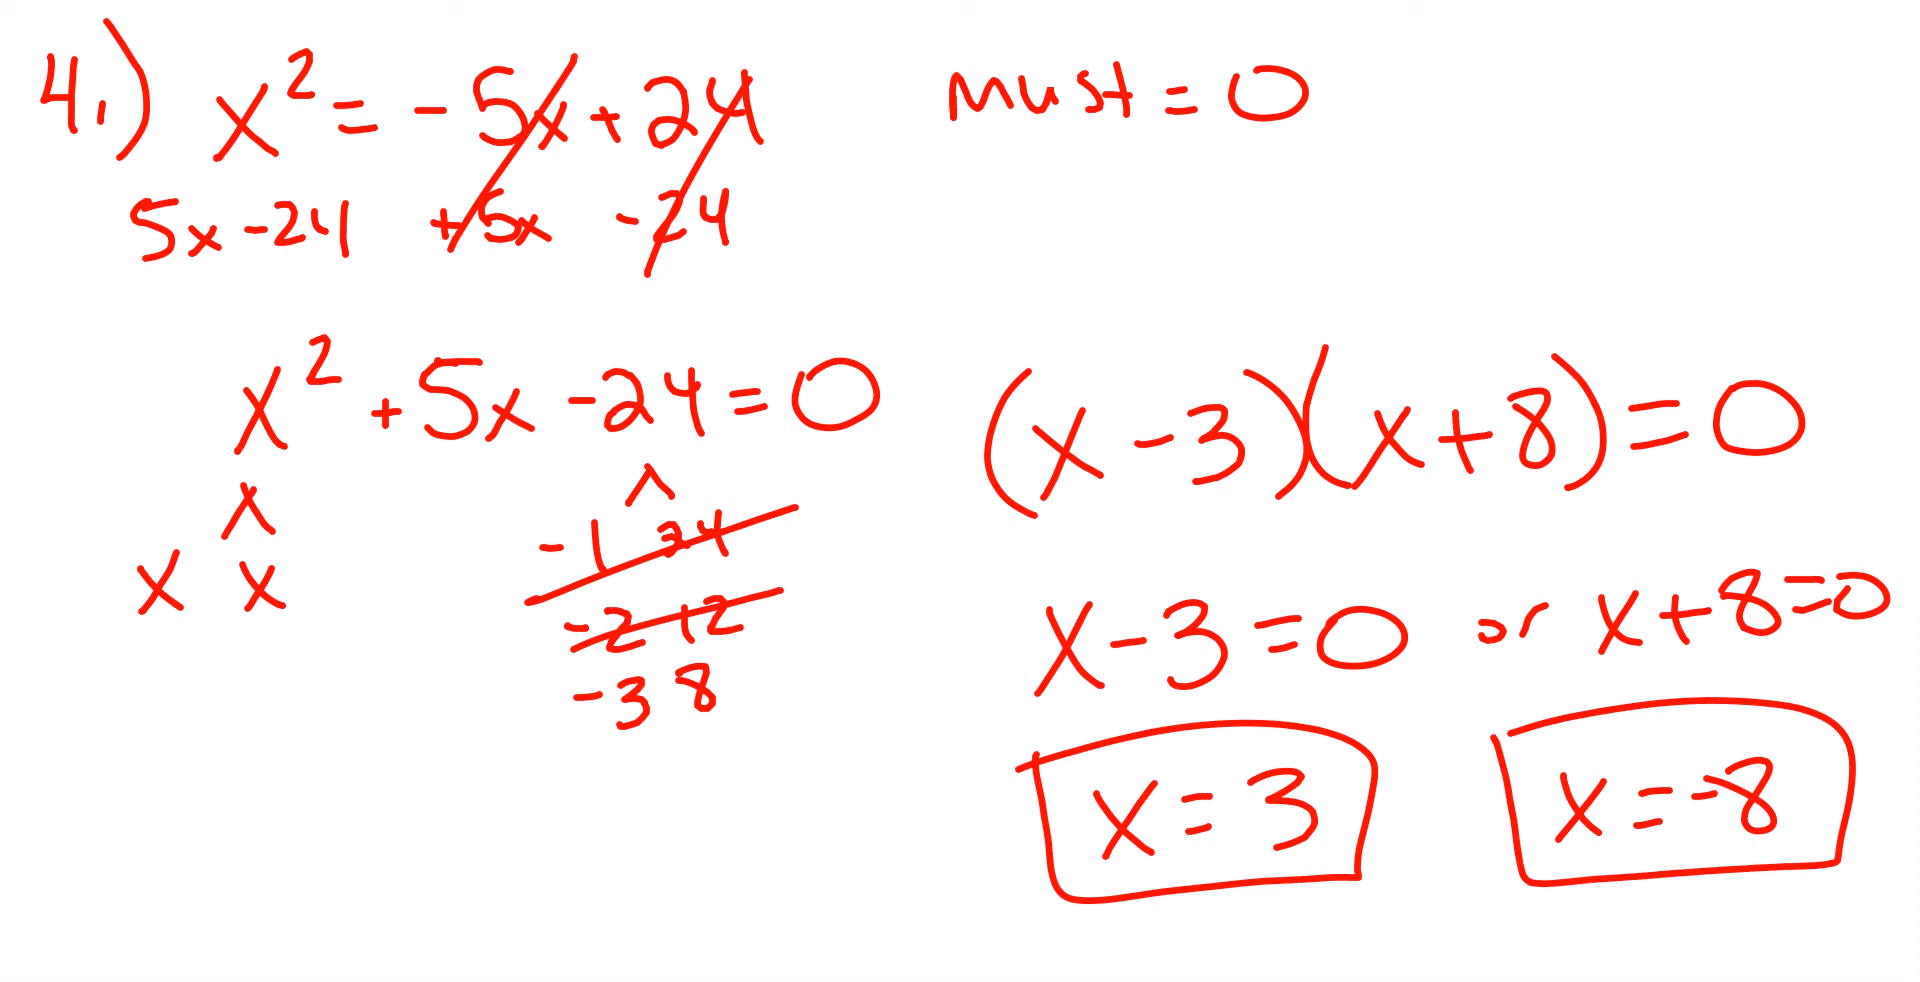 4.) x² = -5x + 24
must = 0
5x - 24 +5x - 24
x² + 5x - 24 = 0
x x
-1 24
-2 12
-3 8
(x - 3)(x + 8) = 0
x - 3 = 0 or x + 8 = 0
x = 3
x = -8